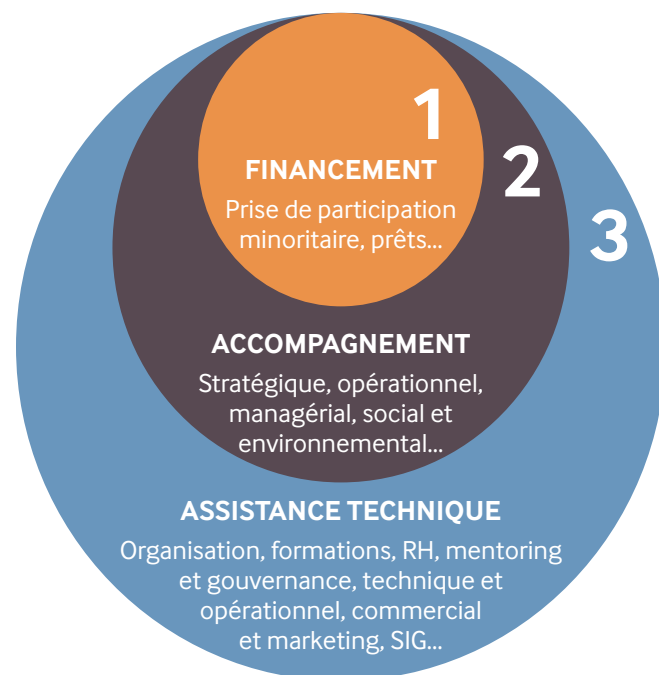 1
FINANCEMENT
Prise de participation
minoritaire, prêts...
2
ACCOMPAGNEMENT
Stratégique, opérationnel,
managérial, social et
environnemental...
3
ASSISTANCE TECHNIQUE
Organisation, formations, RH, mentoring
et gouvernance, technique et
opérationnel, commercial
et marketing, SIG...